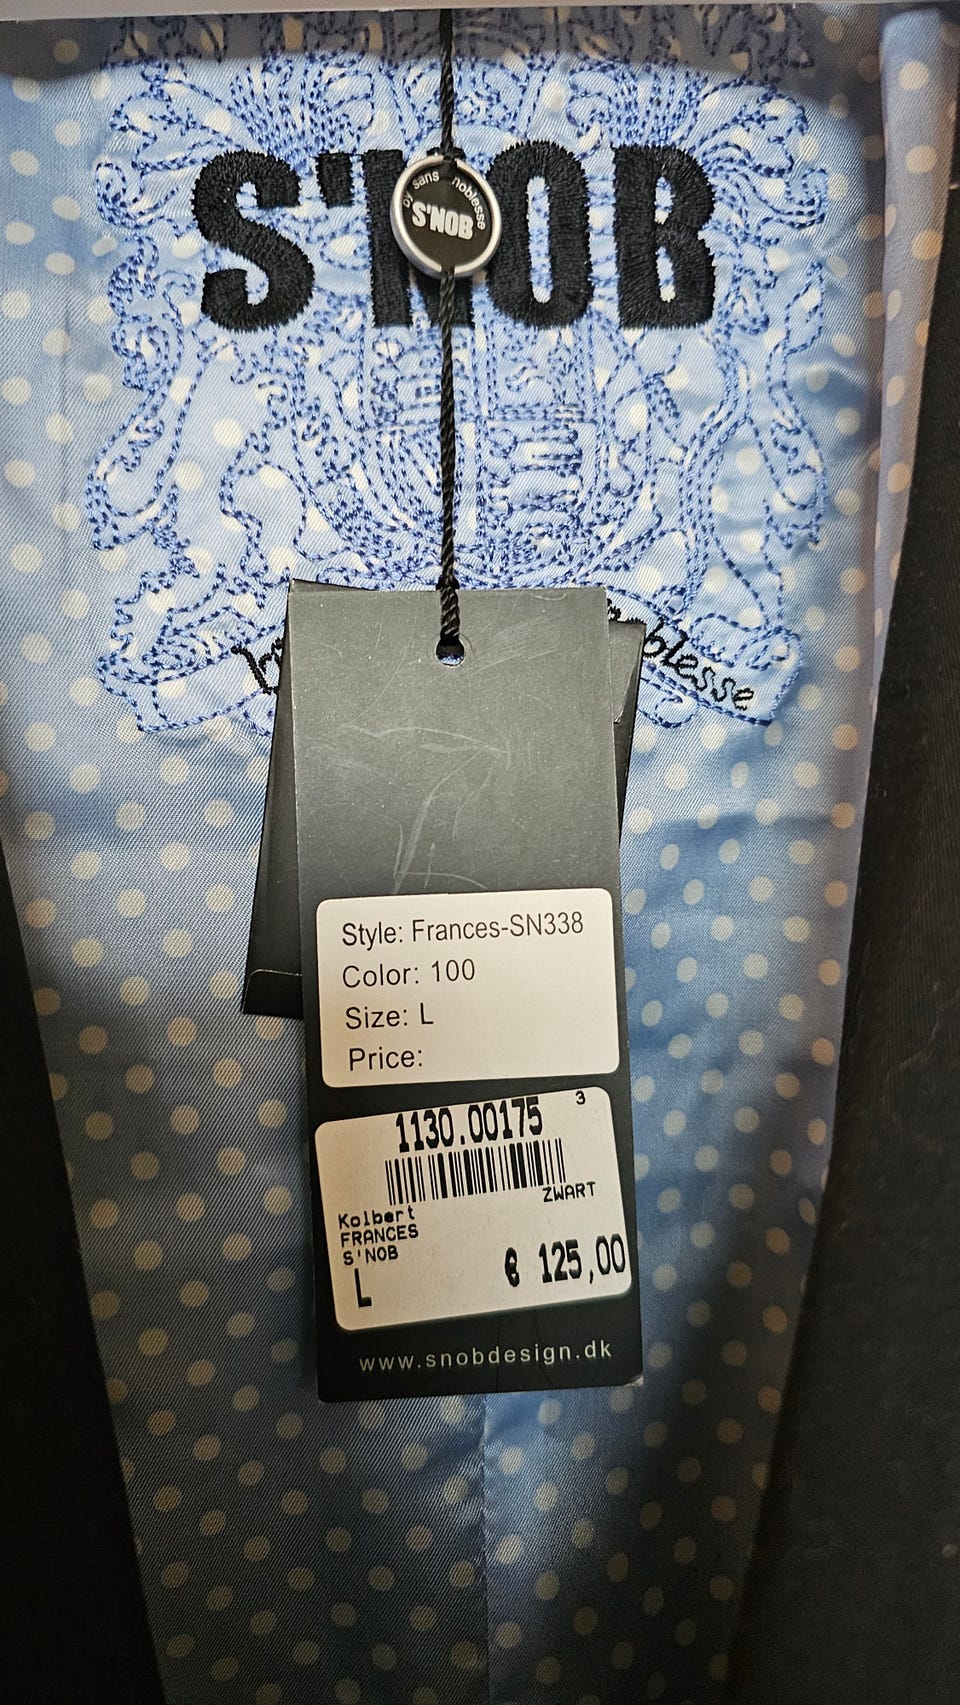 S'NOB
by sans noblesse
S'NOB
blesse
Style: Frances-SN338
Color: 100
Size: L
Price:
3
1130.00175
ZWART
Kolbert
FRANCES
S'NOB
L € 125,00
www.snobdesign.dk